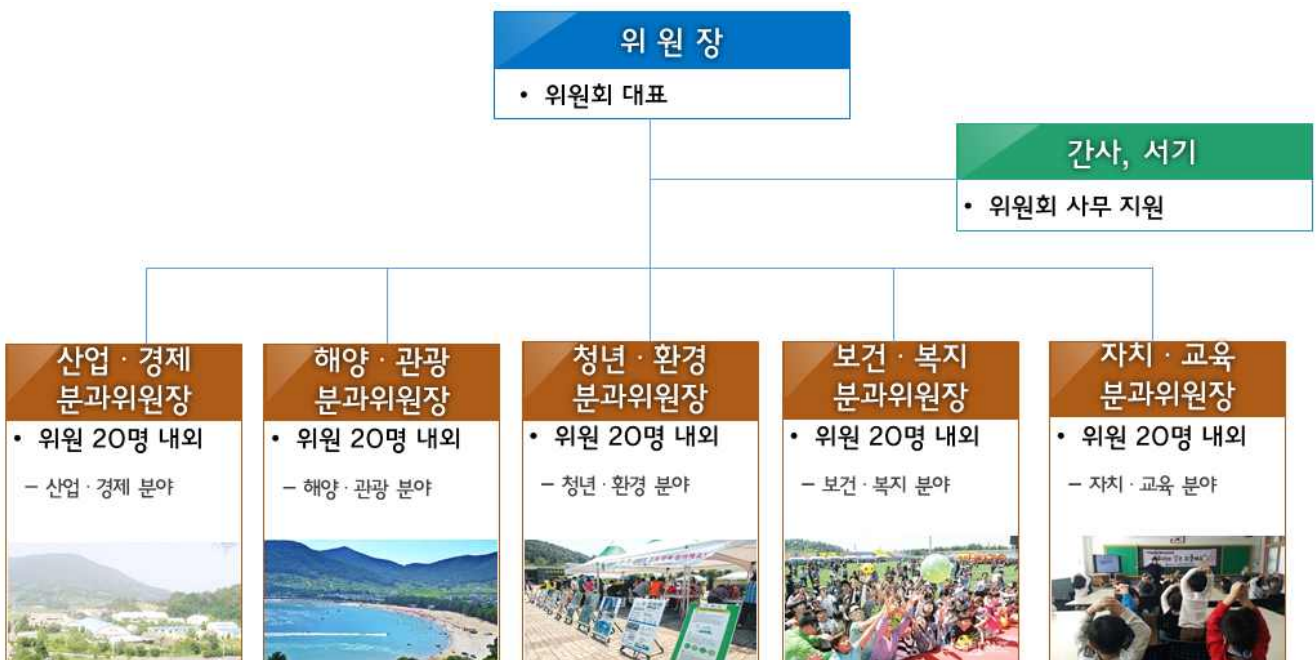 위 원 장
• 위원회 대표
간사, 서기
• 위원회 사무 지원
산업 · 경제
분과위원장
• 위원 20명 내외
– 산업 · 경제 분야
해양 · 관광
분과위원장
• 위원 20명 내외
– 해양 · 관광 분야
청년 · 환경
분과위원장
• 위원 20명 내외
– 청년 · 환경 분야
보건 · 복지
분과위원장
• 위원 20명 내외
– 보건 · 복지 분야
자치 · 교육
분과위원장
• 위원 20명 내외
– 자치 · 교육 분야